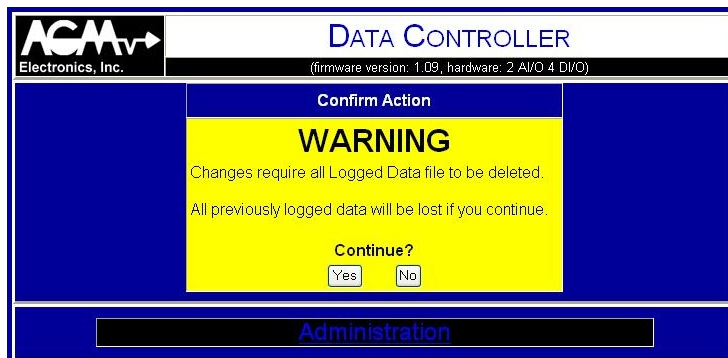 ACMv
Electronics, Inc.
DATA CONTROLLER
(firmware version: 1.09, hardware: 2 AI/O 4 DI/O)
Confirm Action
WARNING
Changes require all Logged Data file to be deleted.
All previously logged data will be lost if you continue.
Continue?
Yes No
Administration